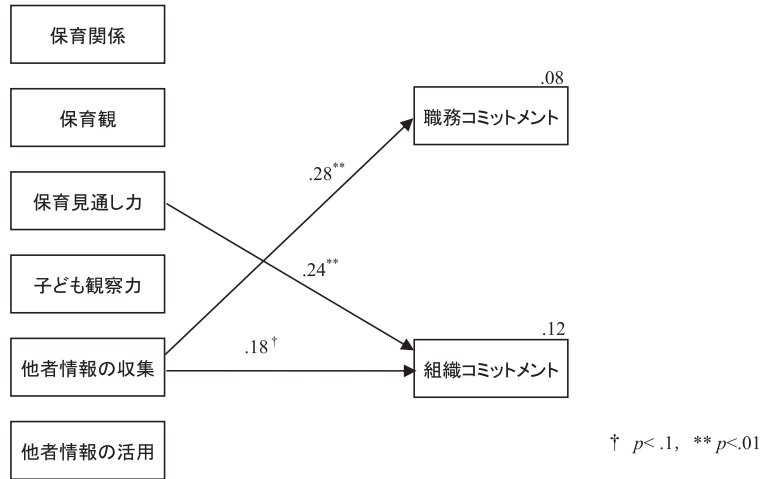 保育関係
保育観
保育見通し力
子ども観察力
他者情報の収集
他者情報の活用
.28**
.24**
.18†
.08
職務コミットメント
.12
組織コミットメント
† p< .1, ** p<.01